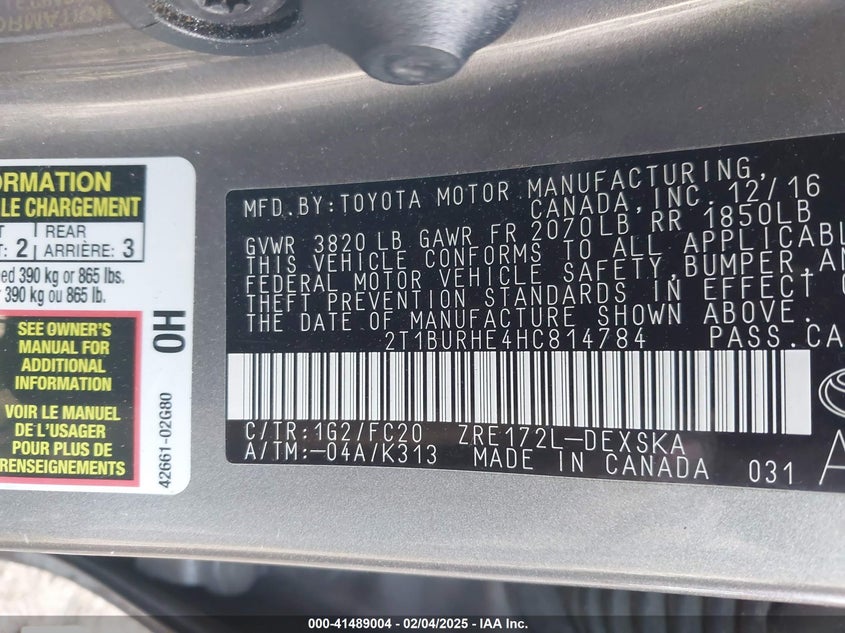 ORMATION
LE CHARGEMENT
2 REAR
ARRIÈRE: 3
390 kg or 865 lbs.
390 kg ou 865 lb.
SEE OWNER'S
MANUAL FOR
ADDITIONAL
INFORMATION
VOIR LE MANUEL
DE L'USAGER
POUR PLUS DE
RENSEIGNEMENTS
OH
42661-02G80
MFD.BY:TOYOTA MOTOR MANUFACTURING,
CANADA,INC. 12/16
GVWR 3820 LB GAWR FR 2070LB RR 1850LB
THIS VEHICLE CONFORMS TO ALL APPLICABL
FEDERAL MOTOR VEHICLE SAFETY,BUMPER,AN
THEFT PREVENTION STANDARDS IN EFFECT
THE DATE OF MANUFACTURE SHOWN ABOVE.
2T1BURHE4HC814784 PASS.CA
C/TR:1G2/FC20 ZRE172L-DEXSKA
A/TM:-04A/K313 MADE IN CANADA 031
000-41489004 - 02/04/2025 - IAA Inc.